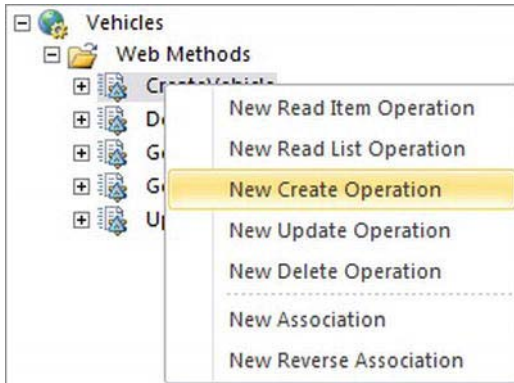 Vehicles
Web Methods
CreateVehicle
New Read Item Operation
New Read List Operation
New Create Operation
New Update Operation
New Delete Operation
New Association
New Reverse Association